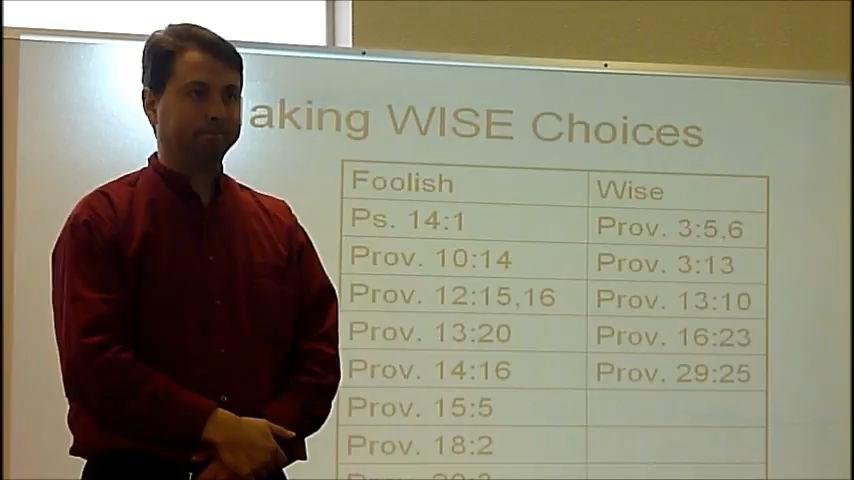 aking WISE Choices
Foolish Wise
Ps. 14:1 Prov. 3:5,6
Prov. 10:14 Prov. 3:13
Prov. 12:15,16 Prov. 13:10
Prov. 13:20 Prov. 16:23
Prov. 14:16 Prov. 29:25
Prov. 15:5
Prov. 18:2